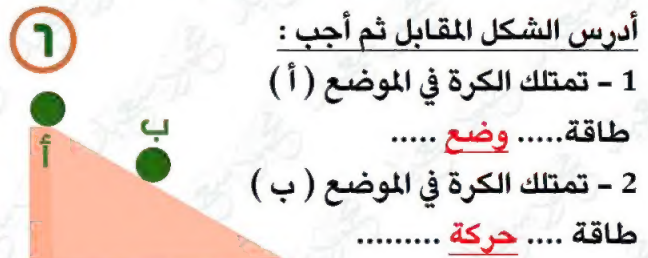 ٦
أدرس الشكل المقابل ثم أجب :
1 - تمتلك الكرة في الموضع ( أ )
طاقة..... وضع .....
2 - تمتلك الكرة في الموضع ( ب )
طاقة .... حركة .........
أ
ب